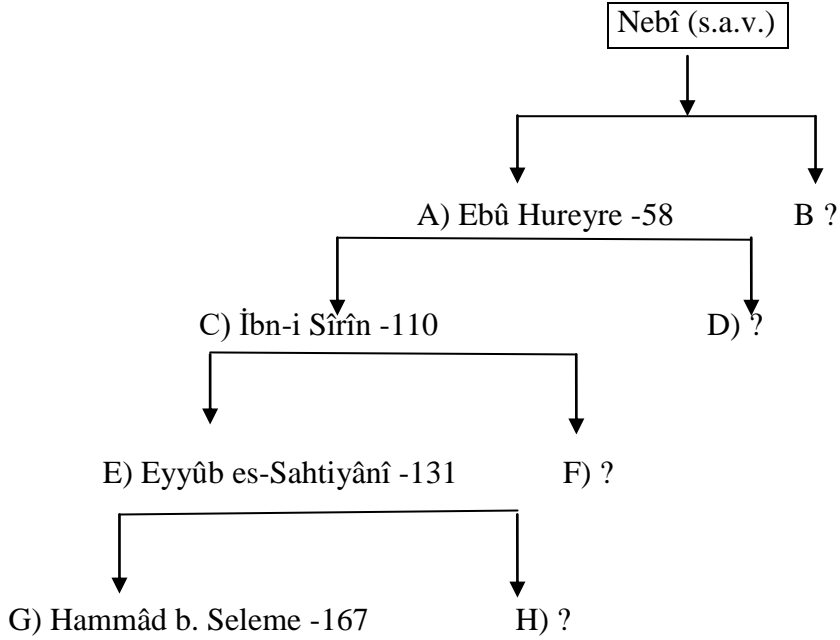 Nebî (s.a.v.)
A) Ebû Hureyre -58 B ?
C) İbn-i Sîrîn -110 D) ?
E) Eyyûb es-Sahtiyânî -131 F) ?
G) Hammâd b. Seleme -167 H) ?